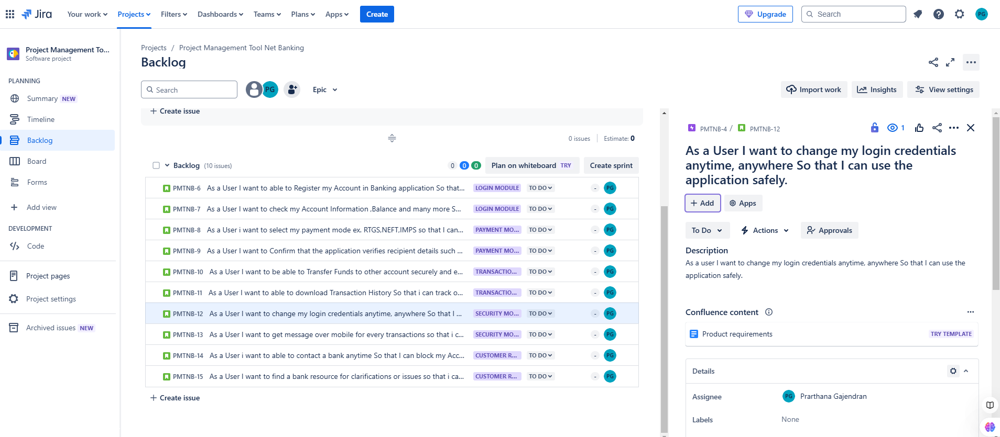 Jira
Your work
Projects
Filters
Dashboards
Teams
Plans
Apps
Create
Upgrade
Search
PG
Project Management To...
Software project
PLANNING
Summary NEW
Timeline
Backlog
Board
Forms
Add view
DEVELOPMENT
Code
Project pages
Project settings
Archived issues NEW
Projects / Project Management Tool Net Banking
Backlog
Search
PG
Epic
Import work
Insights
View settings
+ Create issue
0 issues
Estimate: 0
Backlog (10 issues)
0 0 0
Plan on whiteboard TRY
Create sprint
PMTNB-6 As a User I want to able to Register my Account in Banking application So that... LOGIN MODULE TO DO - PG
PMTNB-7 As a User I want to check my Account Information ,Balance and many more S... LOGIN MODULE TO DO - PG
PMTNB-8 As a User i want to select my payment mode ex. RTGS,NEFT,IMPS so that I can... PAYMENT MO... TO DO - PG
PMTNB-9 As a User I want to Confirm that the application verifies recipient details such ... PAYMENT MO... TO DO - PG
PMTNB-10 As a User I want to be able to Transfer Funds to other account securely and e... TRANSACTIO... TO DO - PG
PMTNB-11 As a User I want to able to download Transaction History So that i can track o... TRANSACTIO... TO DO - PG
PMTNB-12 As a User I want to change my login credentials anytime, anywhere So that I ... SECURITY MO... TO DO - PG
PMTNB-13 As a User I want to get message over mobile for every transactions so that i c... SECURITY MO... TO DO - PG
PMTNB-14 As a User i want to able to contact a bank anytime So that I can block my Acc... CUSTOMER R... TO DO - PG
PMTNB-15 As a User I want to find a bank resource for clarifications or issues so that i ca... CUSTOMER R... TO DO - PG
+ Create issue
PMTNB-4 / PMTNB-12
1
As a User I want to change my login credentials
anytime, anywhere So that I can use the
application safely.
+ Add
Apps
To Do
Actions
Approvals
Description
As a user I want to change my login credentials anytime, anywhere So that I can use the
application safely.
Confluence content
Product requirements TRY TEMPLATE
Details
Assignee PG Prarthana Gajendran
Labels None